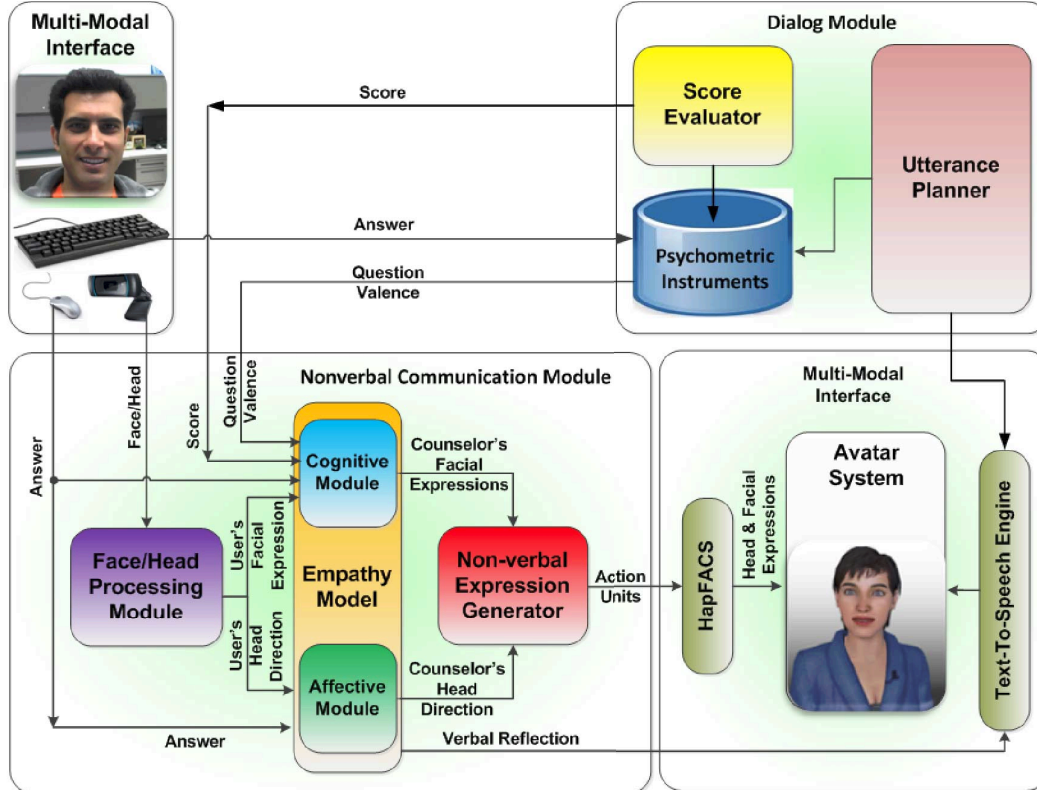 Multi-Modal
Interface
Dialog Module
Score
Evaluator
Utterance
Planner
Score
Answer
Psychometric
Instruments
Question
Valence
Nonverbal Communication Module
Multi-Modal
Interface
Answer
Face/Head
Score
Question
Valence
Cognitive
Module
Counselor's
Facial
Expressions
Avatar
System
Face/Head
Processing
Module
User's
Facial
Expression
User's
Head
Direction
Empathy
Model
Non-verbal
Expression
Generator
Action
Units
HapFACS
Head & Facial
Expressions
Text-To-Speech Engine
Affective
Module
Counselor's
Head
Direction
Answer
Verbal Reflection